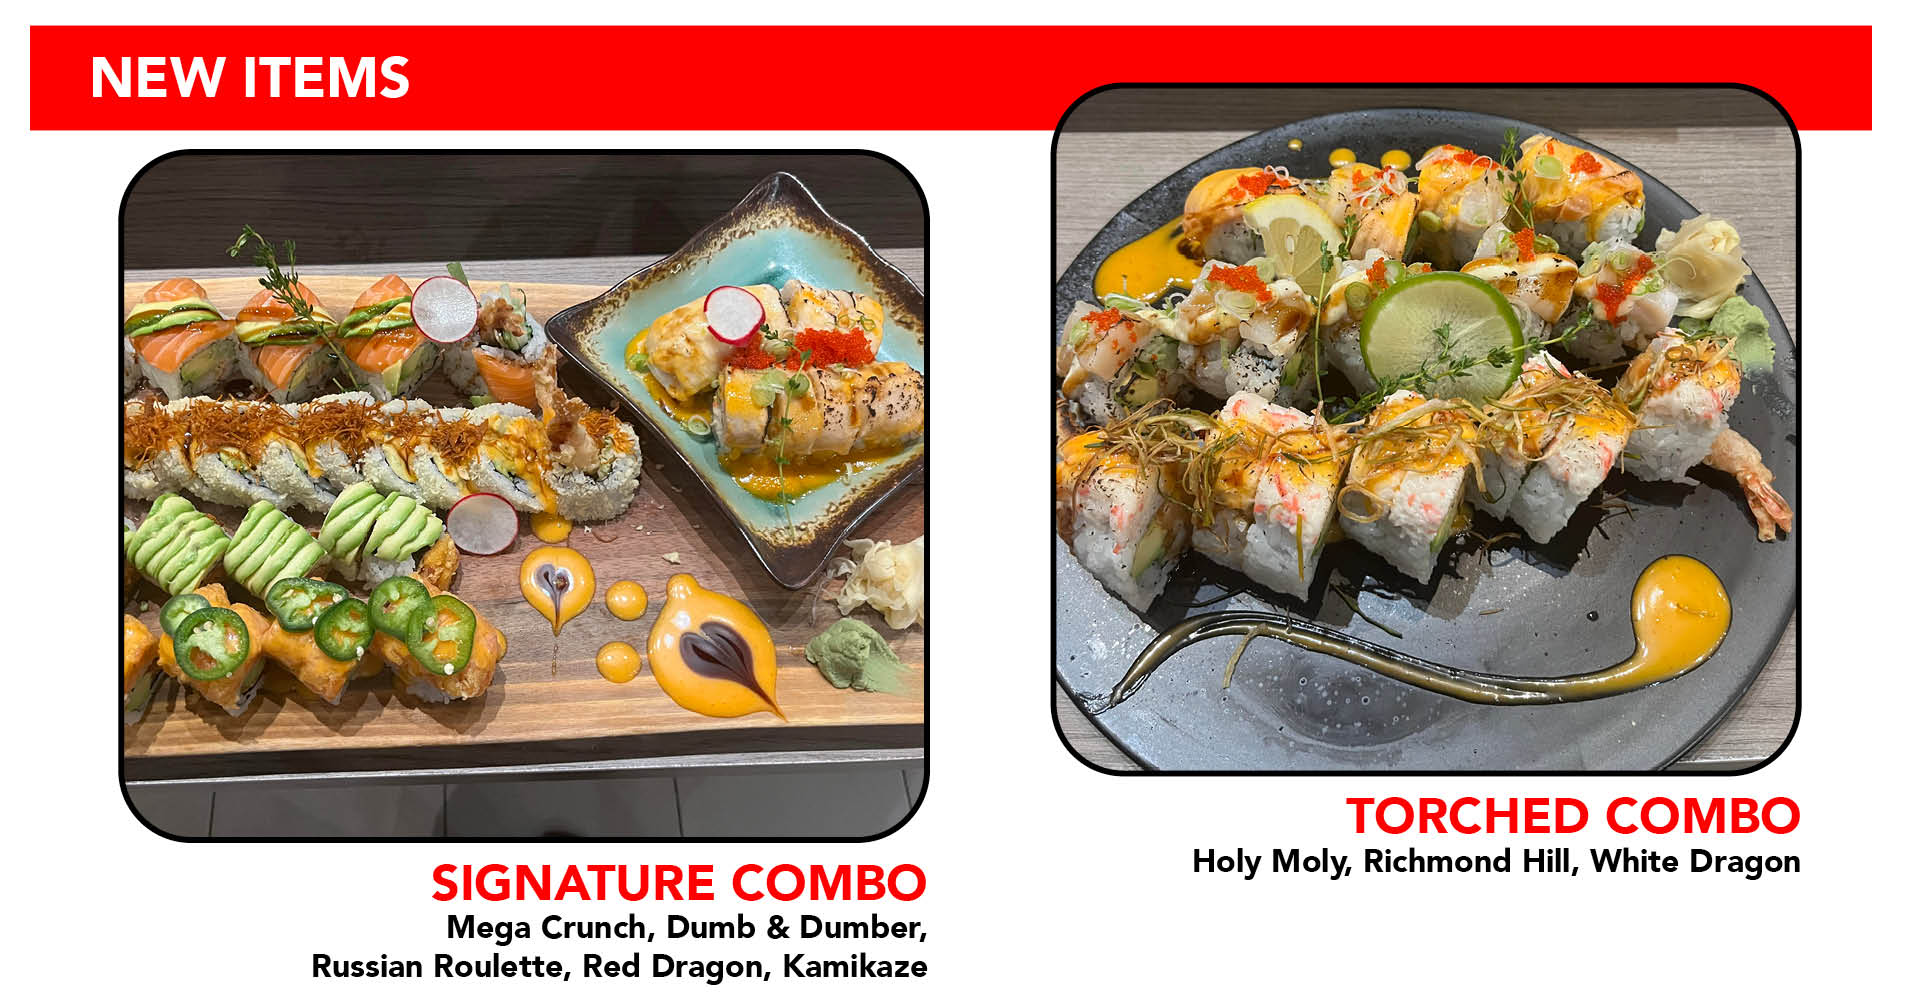 NEW ITEMS
SIGNATURE COMBO
Mega Crunch, Dumb & Dumber,
Russian Roulette, Red Dragon, Kamikaze
TORCHED COMBO
Holy Moly, Richmond Hill, White Dragon